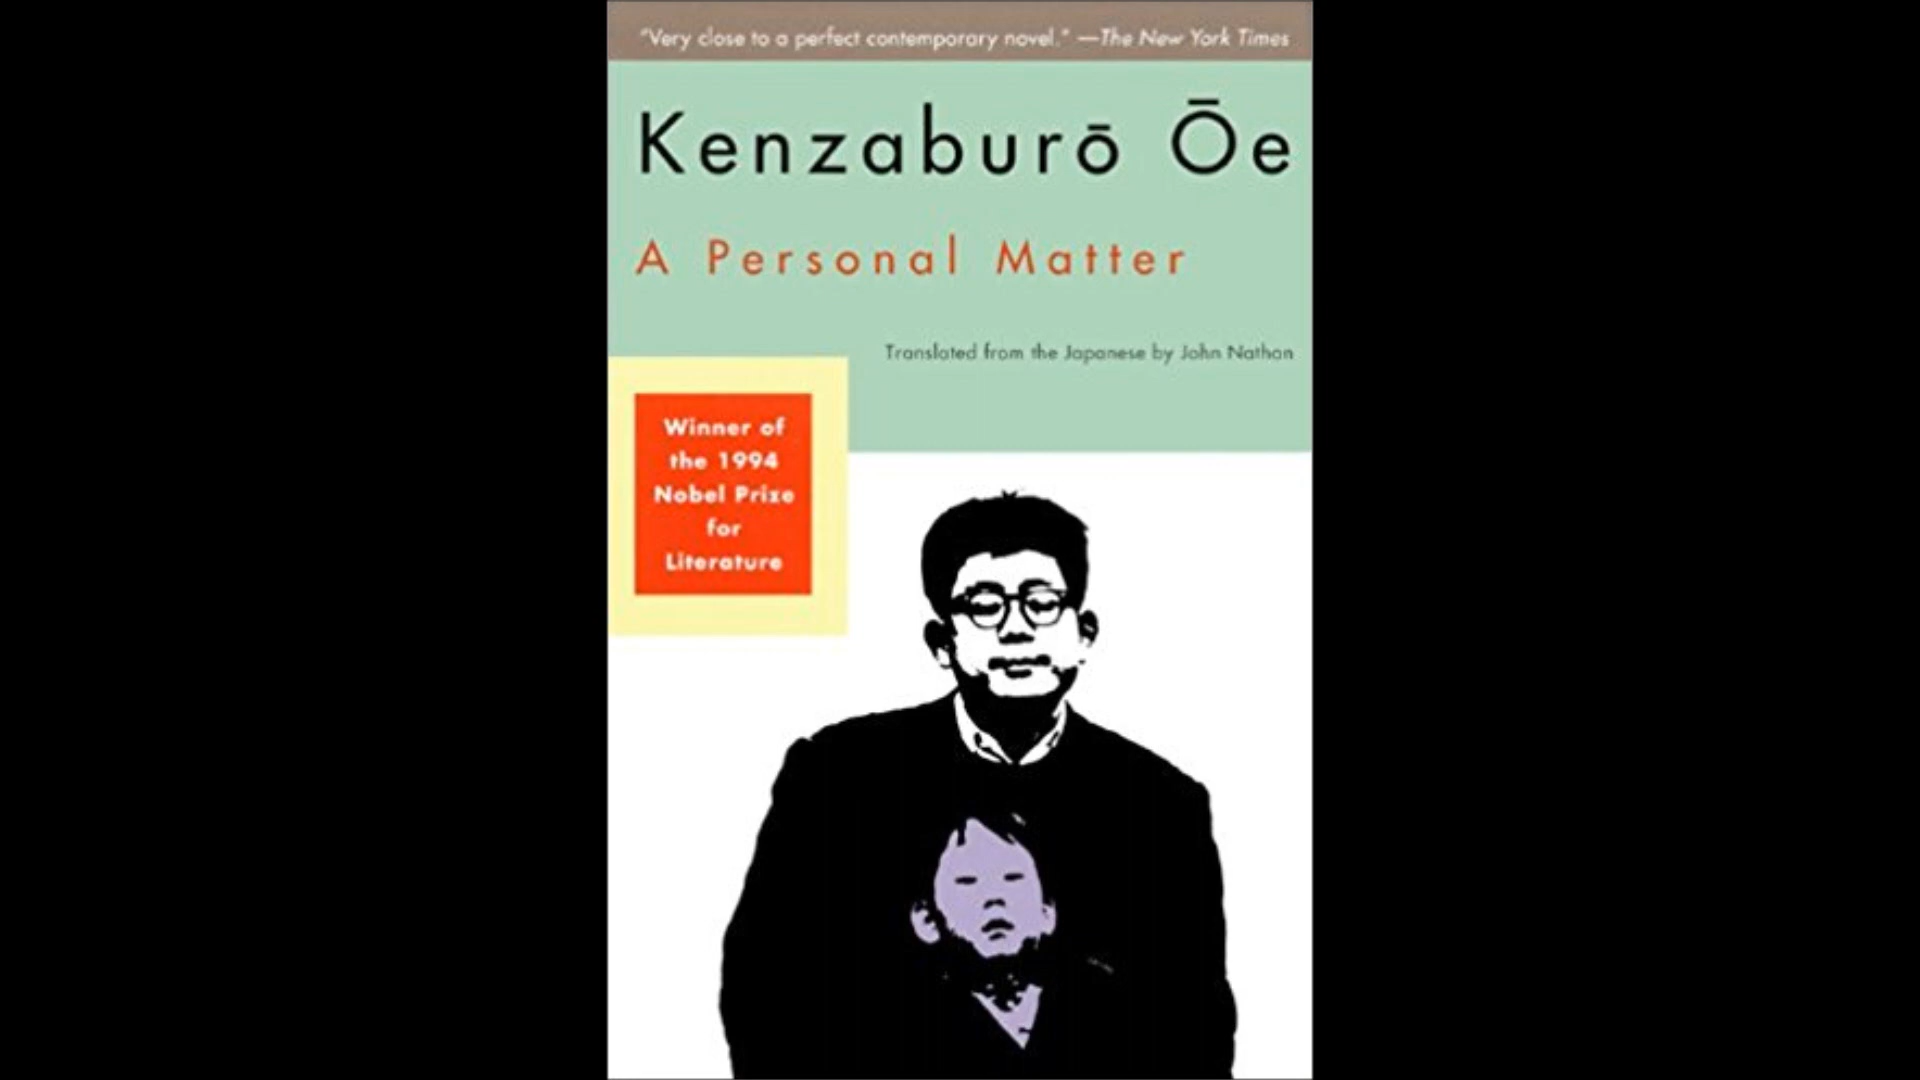 "Very close to a perfect contemporary novel." —The New York Times
Kenzaburō Ōe
A Personal Matter
Translated from the Japanese by John Nathan
Winner of
the 1994
Nobel Prize
for
Literature